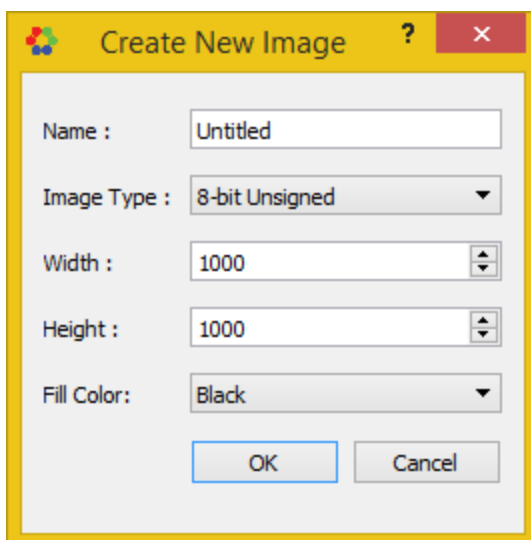 Create New Image ?
Name : Untitled
Image Type : 8-bit Unsigned
Width : 1000
Height : 1000
Fill Color: Black
OK Cancel